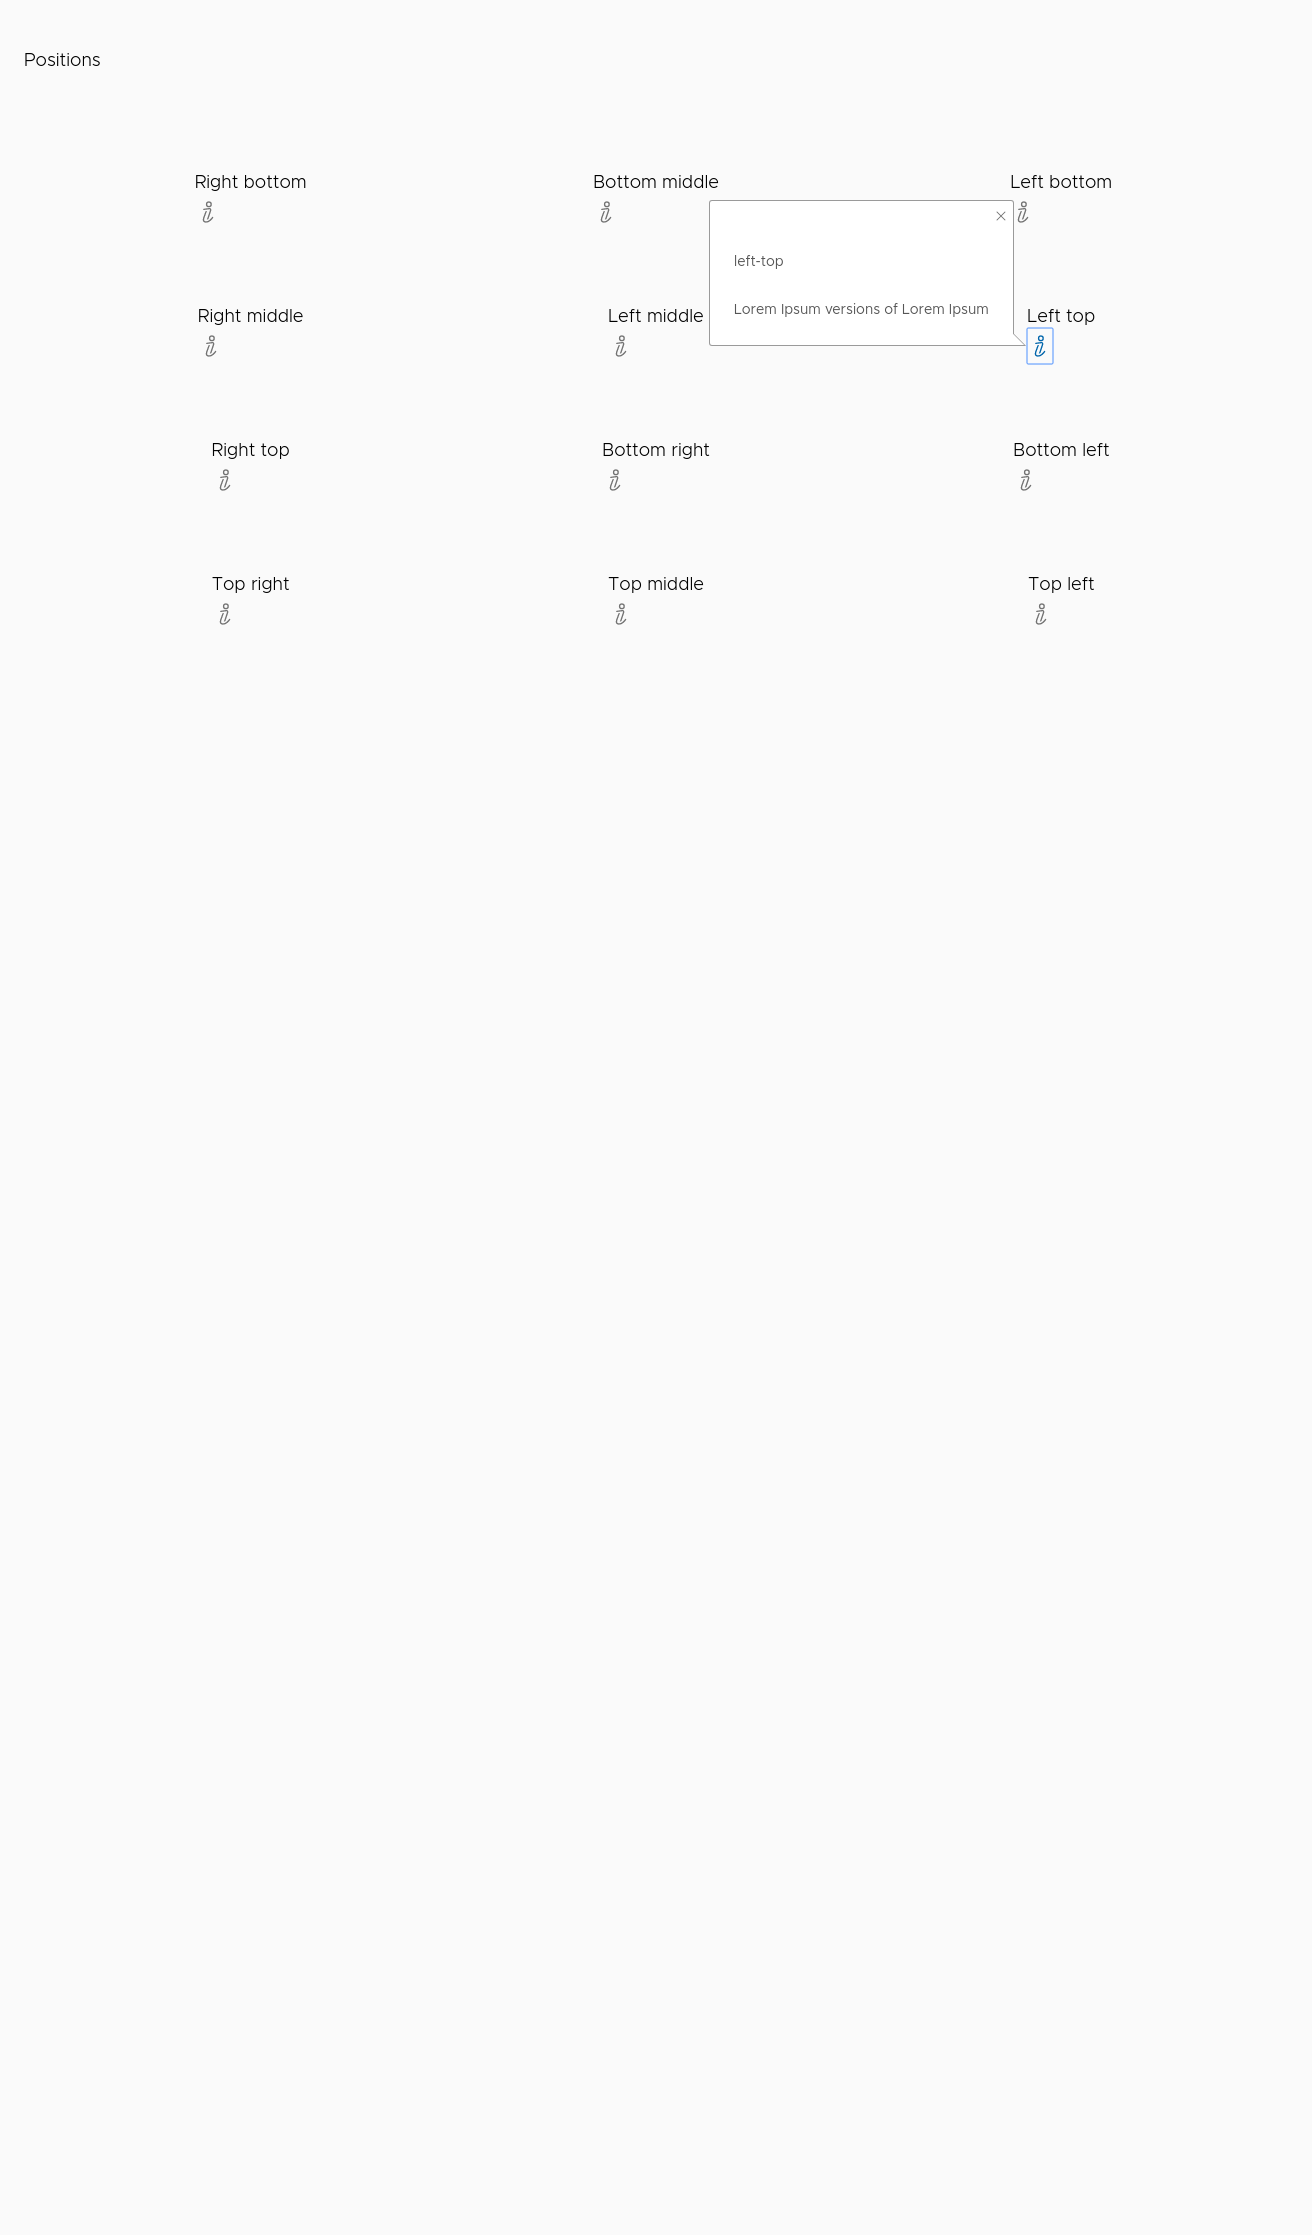 Positions
Right bottom
Bottom middle
Left bottom
left-top
Lorem Ipsum versions of Lorem Ipsum
Right middle
Left middle
Left top
Right top
Bottom right
Bottom left
Top right
Top middle
Top left